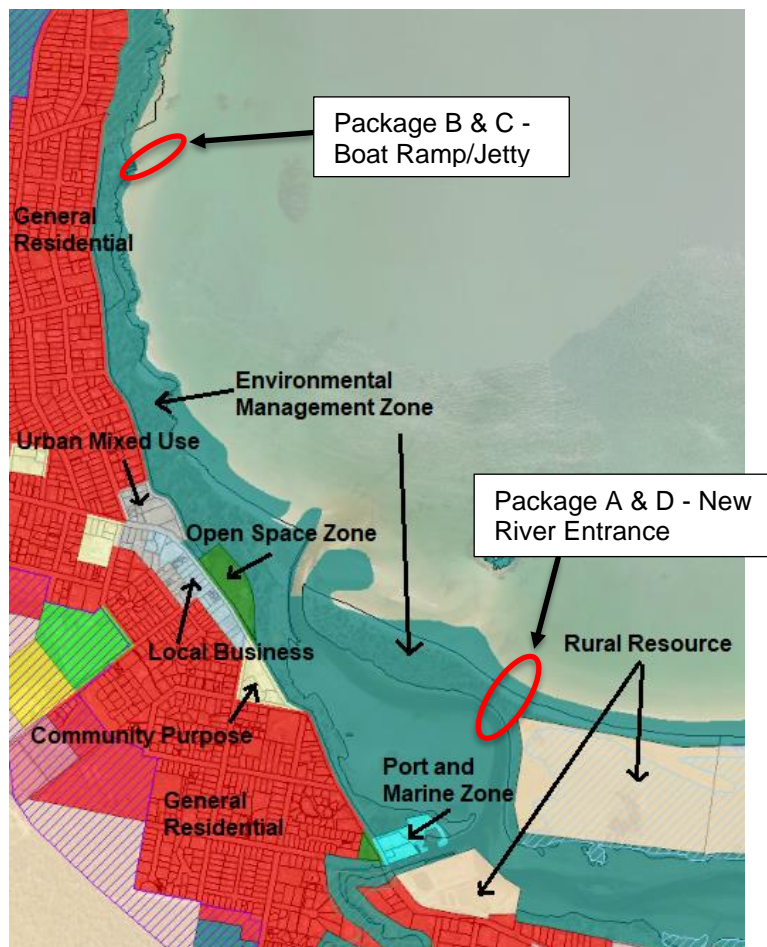 Package B & C -
Boat Ramp/Jetty
General
Residential
Environmental
Management Zone
Urban Mixed Use
Package A & D - New
River Entrance
Open Space Zone
Rural Resource
Local Business
Community Purpose
Port and
Marine Zone
General
Residential